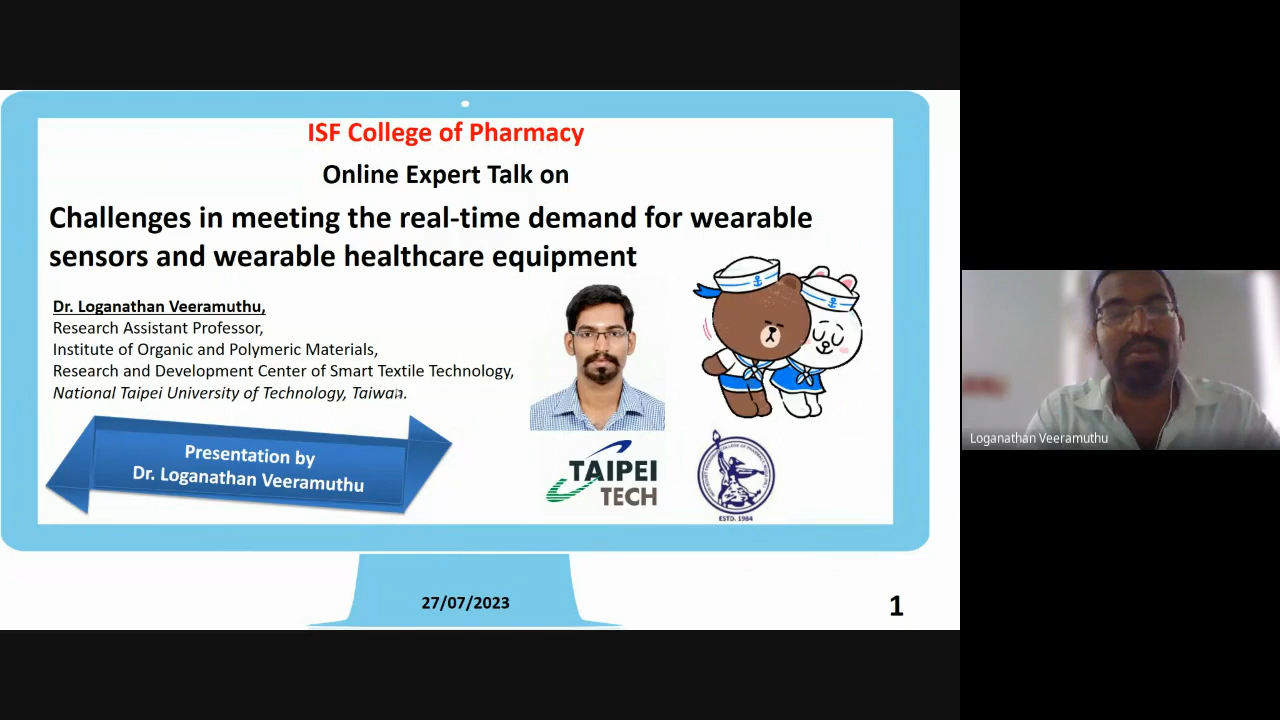 ISF College of Pharmacy
Online Expert Talk on
Challenges in meeting the real-time demand for wearable
sensors and wearable healthcare equipment
Dr. Loganathan Veeramuthu,
Research Assistant Professor,
Institute of Organic and Polymeric Materials,
Research and Development Center of Smart Textile Technology,
National Taipei University of Technology, Taiwan.
Presentation by
Dr. Loganathan Veeramuthu
TAIPEI
TECH
ESTD. 1984
27/07/2023
1
Loganathan Veeramuthu